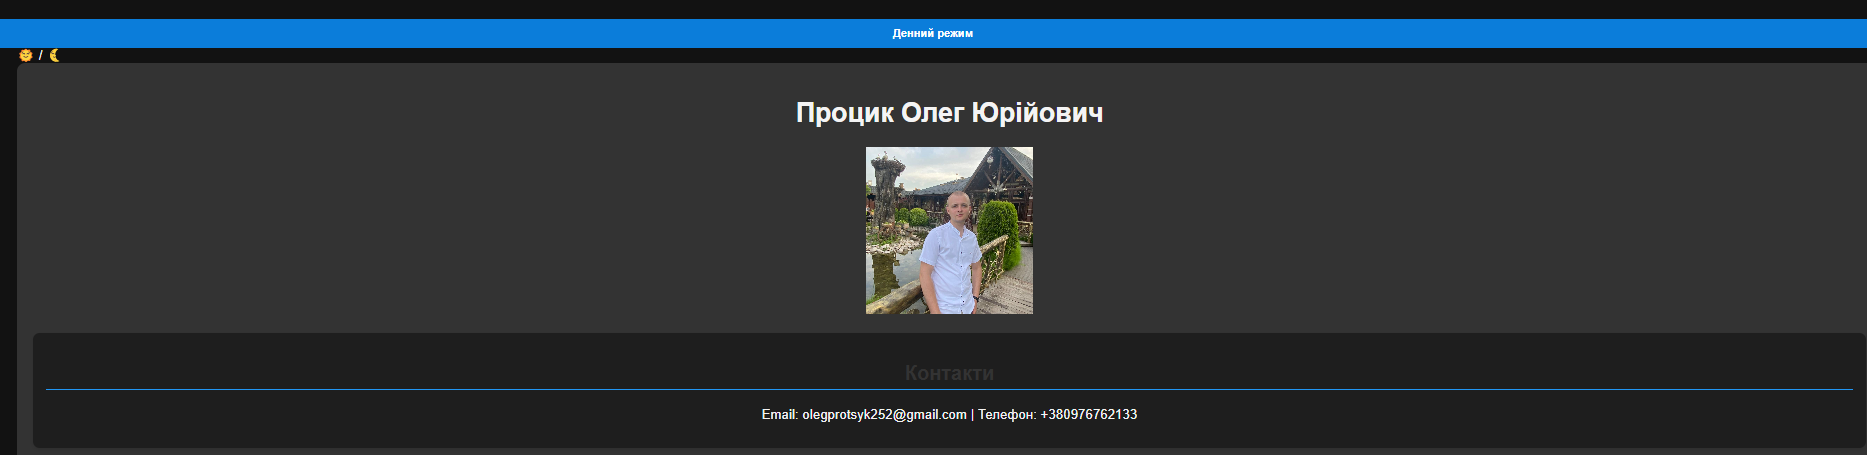 Денний режим
🌞 / 🌜
Процик Олег Юрійович
Контакти
Email: olegprotsyk252@gmail.com | Телефон: +380976762133